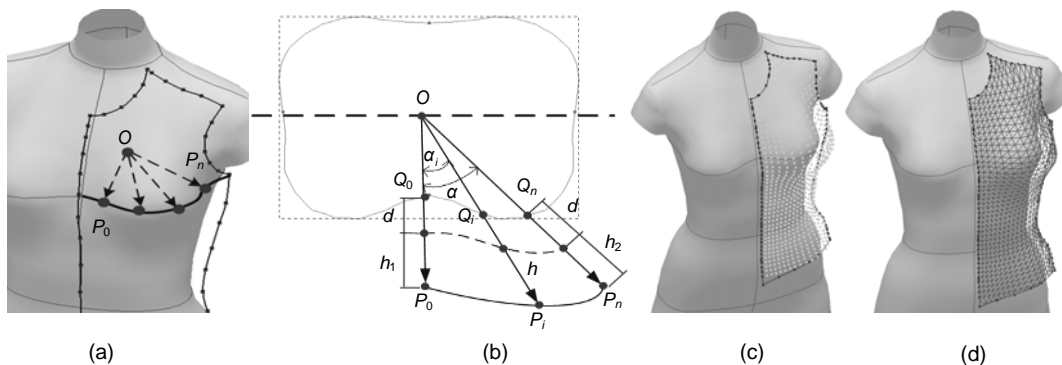 O
P₀
Pₙ
(a)
O
αᵢ
α
Q₀
Qᵢ
Qₙ
d
d
h₁
h
h₂
P₀
Pᵢ
Pₙ
(b)
(c)
(d)